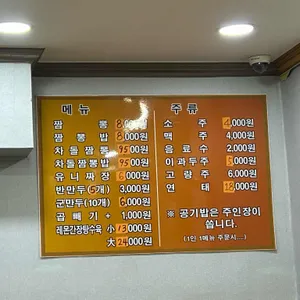 메뉴
짬 뽕 8,000원
짬 뽕 밥 8,000원
차돌짬뽕 9500원
차돌짬뽕밥 9500원
유니짜장 6,000원
반만두(5개) 3,000원
군만두(10개) 6,000원
곱 빼 기 + 1,000원
레몬간장탕수육 小 13,000원
大 24,000원
주류
소 주 4,000원
맥 주 4,000원
음 료 수 2,000원
이과두주 5,000원
고 량 주 6,000원
연 태 18,000원
※ 공기밥은 주인장이
쏩니다.
(1인 1메뉴 주문시...)